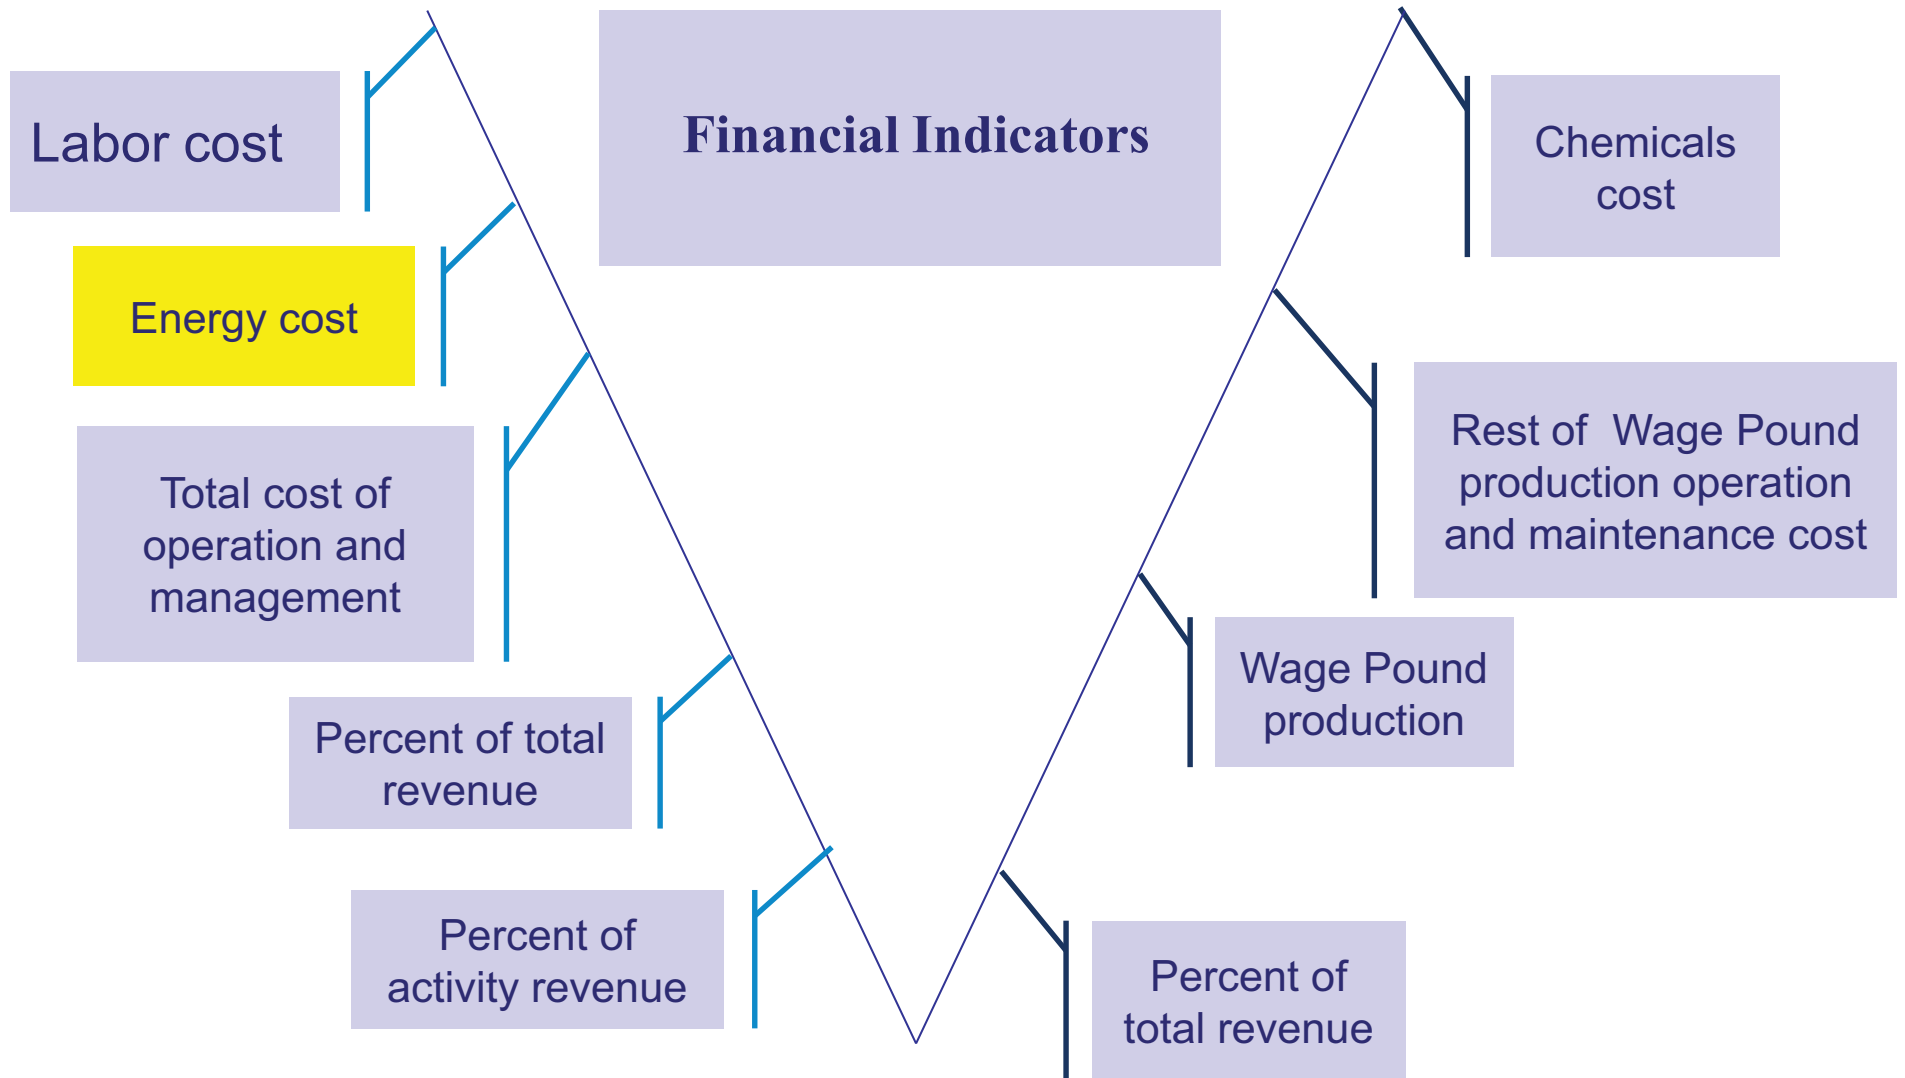 Financial Indicators
Labor cost
Energy cost
Total cost of
operation and
management
Percent of total
revenue
Percent of
activity revenue
Chemicals
cost
Rest of  Wage Pound
production operation
and maintenance cost
Wage Pound
production
Percent of
total revenue